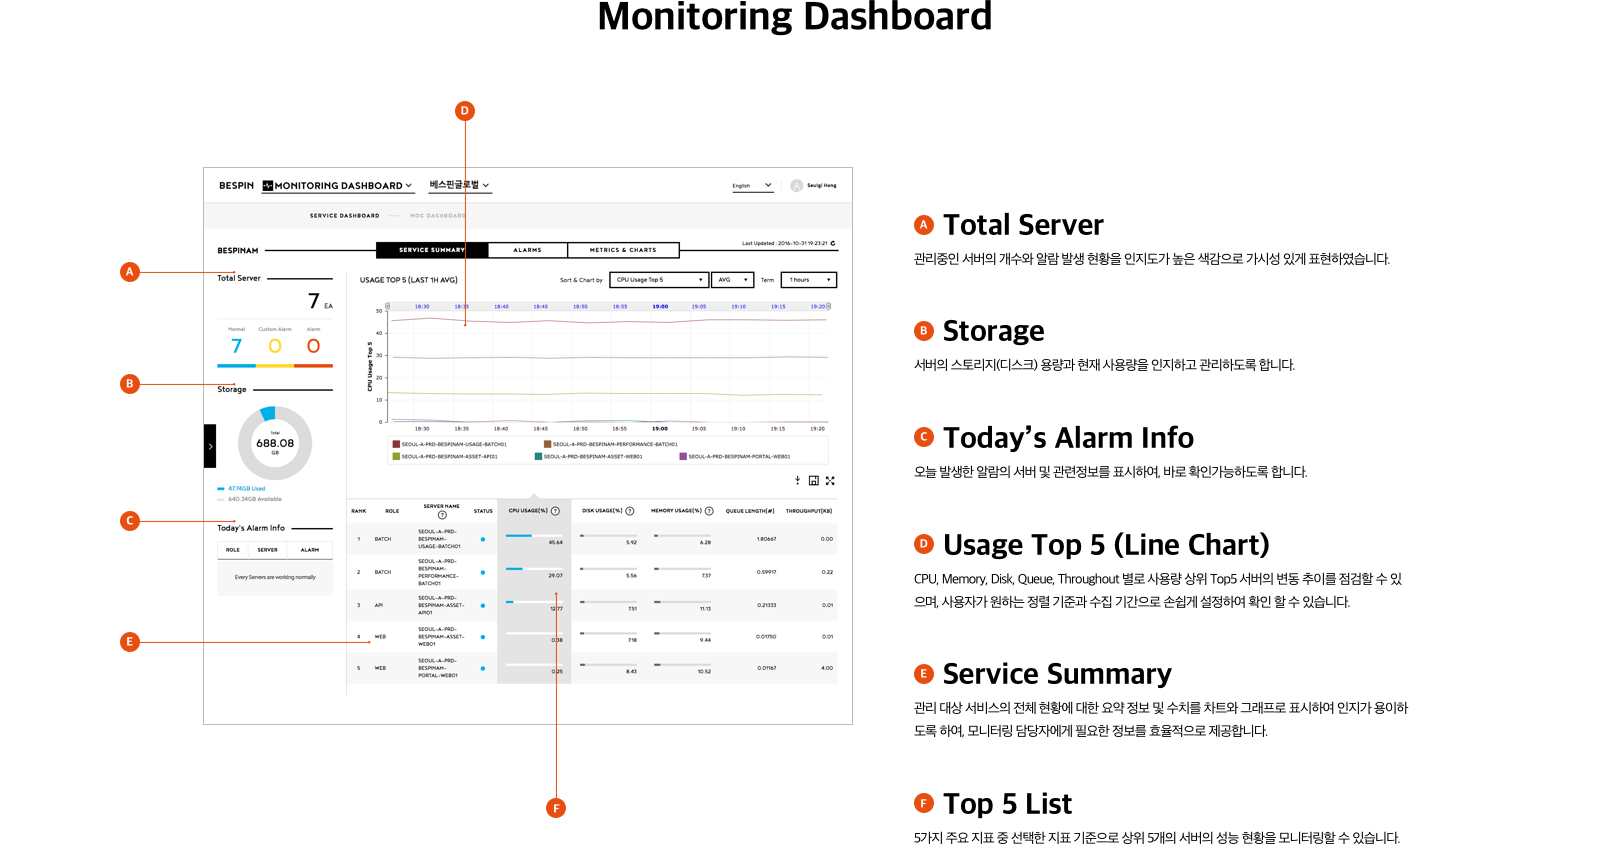 Monitoring Dashboard
D
BESPIN MONITORING DASHBOARD 베스핀글로벌 English Seulgi Hong
SERVICE DASHBOARD NOC DASHBOARD
BESPINAM SERVICE SUMMARY ALARMS METRICS & CHARTS Last Updated : 2016-10-31 19:23:21
A
Total Server
7 EA
Normal Custom Alarm Alarm
7 0 0
B
Storage
Total
688.08
GB
47.74GB Used
640.34GB Available
C
Today's Alarm Info
ROLE SERVER ALARM
Every Servers are working normally
USAGE TOP 5 (LAST 1H AVG) Sort & Chart by CPU Usage Top 5 AVG Term 1 hours
18:30 18:35 18:40 18:45 18:50 18:55 19:00 19:05 19:10 19:15 19:20
50
40
30
20
10
0
CPU Usage Top 5
18:30 18:35 18:40 18:45 18:50 18:55 19:00 19:05 19:10 19:15 19:20
SEOUL-A-PRD-BESPINAM-USAGE-BATCH01 SEOUL-A-PRD-BESPINAM-PERFORMANCE-BATCH01
SEOUL-A-PRD-BESPINAM-ASSET-API01 SEOUL-A-PRD-BESPINAM-ASSET-WEB01 SEOUL-A-PRD-BESPINAM-PORTAL-WEB01
RANK ROLE SERVER NAME ? STATUS CPU USAGE(%) ? DISK USAGE(%) ? MEMORY USAGE(%) ? QUEUE LENGTH(#) THROUGHPUT(KB)
1 BATCH SEOUL-A-PRD-BESPINAM-USAGE-BATCH01 45.64 5.92 6.28 1.80667 0.00
2 BATCH SEOUL-A-PRD-BESPINAM-PERFORMANCE-BATCH01 29.07 5.56 7.37 0.59917 0.22
3 API SEOUL-A-PRD-BESPINAM-ASSET-API01 12.77 7.51 11.13 0.21333 0.01
E
4 WEB SEOUL-A-PRD-BESPINAM-ASSET-WEB01 0.38 7.18 9.44 0.01750 0.01
5 WEB SEOUL-A-PRD-BESPINAM-PORTAL-WEB01 0.25 8.43 10.52 0.01167 4.00
F
A Total Server
관리중인 서버의 개수와 알람 발생 현황을 인지도가 높은 색감으로 가시성 있게 표현하였습니다.
B Storage
서버의 스토리지(디스크) 용량과 현재 사용량을 인지하고 관리하도록 합니다.
C Today's Alarm Info
오늘 발생한 알람의 서버 및 관련정보를 표시하여, 바로 확인가능하도록 합니다.
D Usage Top 5 (Line Chart)
CPU, Memory, Disk, Queue, Throughout 별로 사용량 상위 Top5 서버의 변동 추이를 점검할 수 있
으며, 사용자가 원하는 정렬 기준과 수집 기간으로 손쉽게 설정하여 확인 할 수 있습니다.
E Service Summary
관리 대상 서비스의 전체 현황에 대한 요약 정보 및 수치를 차트와 그래프로 표시하여 인지가 용이하
도록 하여, 모니터링 담당자에게 필요한 정보를 효율적으로 제공합니다.
F Top 5 List
5가지 주요 지표 중 선택한 지표 기준으로 상위 5개의 서버의 성능 현황을 모니터링할 수 있습니다.